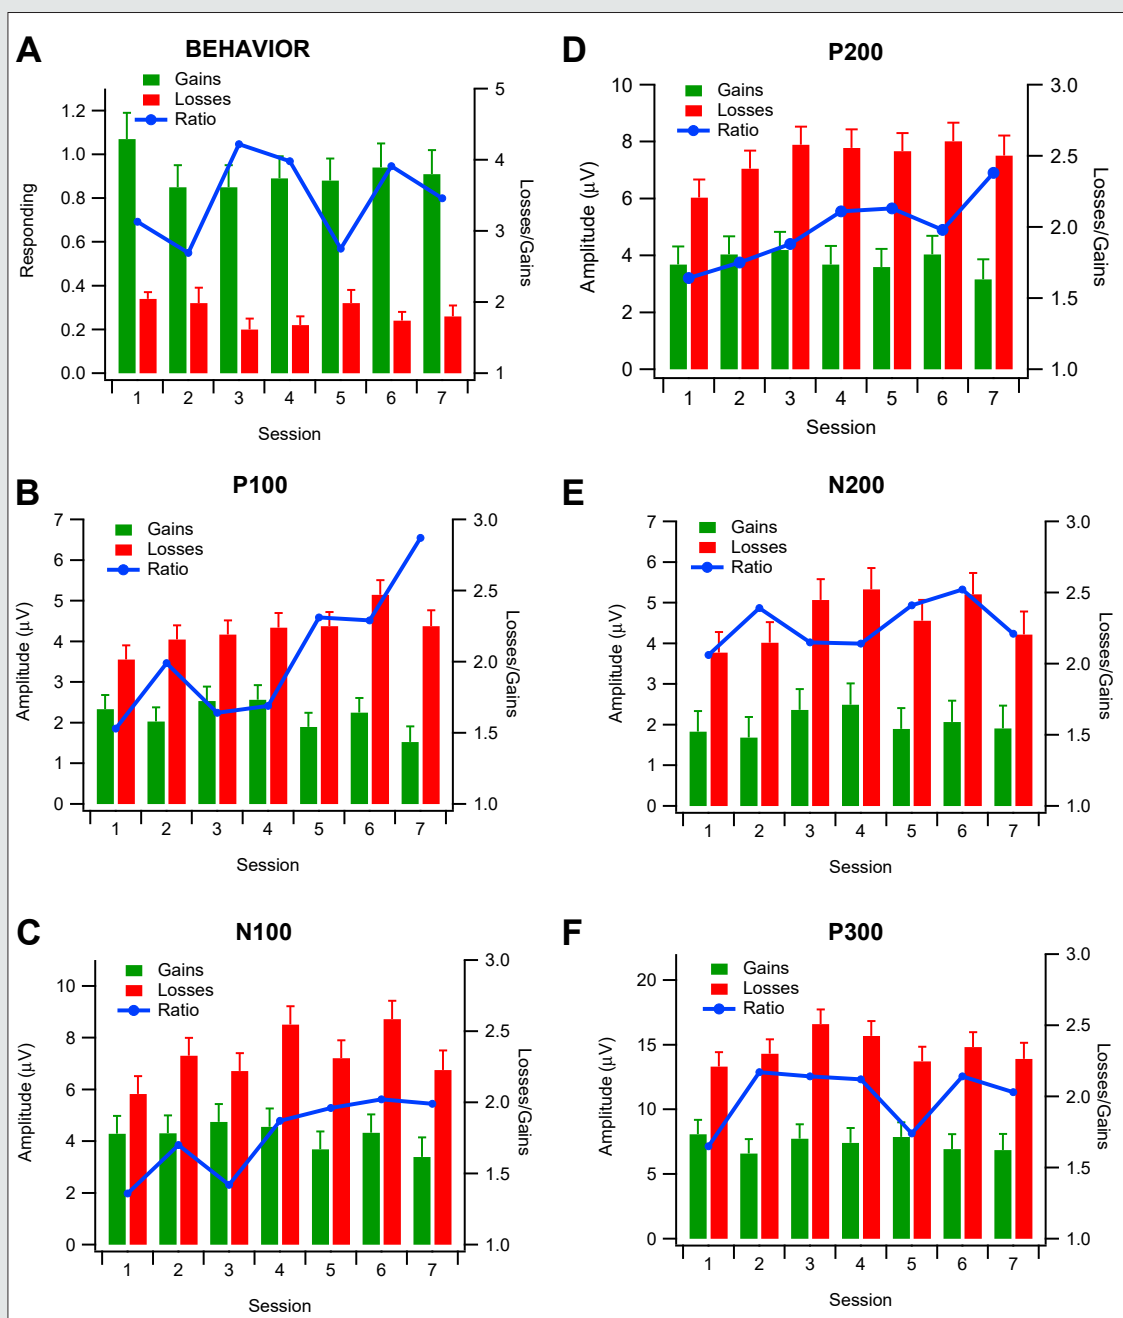 A
BEHAVIOR
Gains
Losses
Ratio
1.2
1.0
0.8
0.6
0.4
0.2
0.0
5
4
3
2
1
Responding
Losses/Gains
1 2 3 4 5 6 7
Session
D
P200
Gains
Losses
Ratio
10
8
6
4
2
0
3.0
2.5
2.0
1.5
1.0
Amplitude (μV)
Losses/Gains
1 2 3 4 5 6 7
Session
B
P100
Gains
Losses
Ratio
7
6
5
4
3
2
1
0
3.0
2.5
2.0
1.5
1.0
Amplitude (μV)
Losses/Gains
1 2 3 4 5 6 7
Session
E
N200
Gains
Losses
Ratio
7
6
5
4
3
2
1
0
3.0
2.5
2.0
1.5
1.0
Amplitude (μV)
Losses/Gains
1 2 3 4 5 6 7
Session
C
N100
Gains
Losses
Ratio
10
8
6
4
2
0
3.0
2.5
2.0
1.5
1.0
Amplitude (μV)
Losses/Gains
1 2 3 4 5 6 7
Session
F
P300
Gains
Losses
Ratio
20
15
10
5
0
3.0
2.5
2.0
1.5
1.0
Amplitude (μV)
Losses/Gains
1 2 3 4 5 6 7
Session